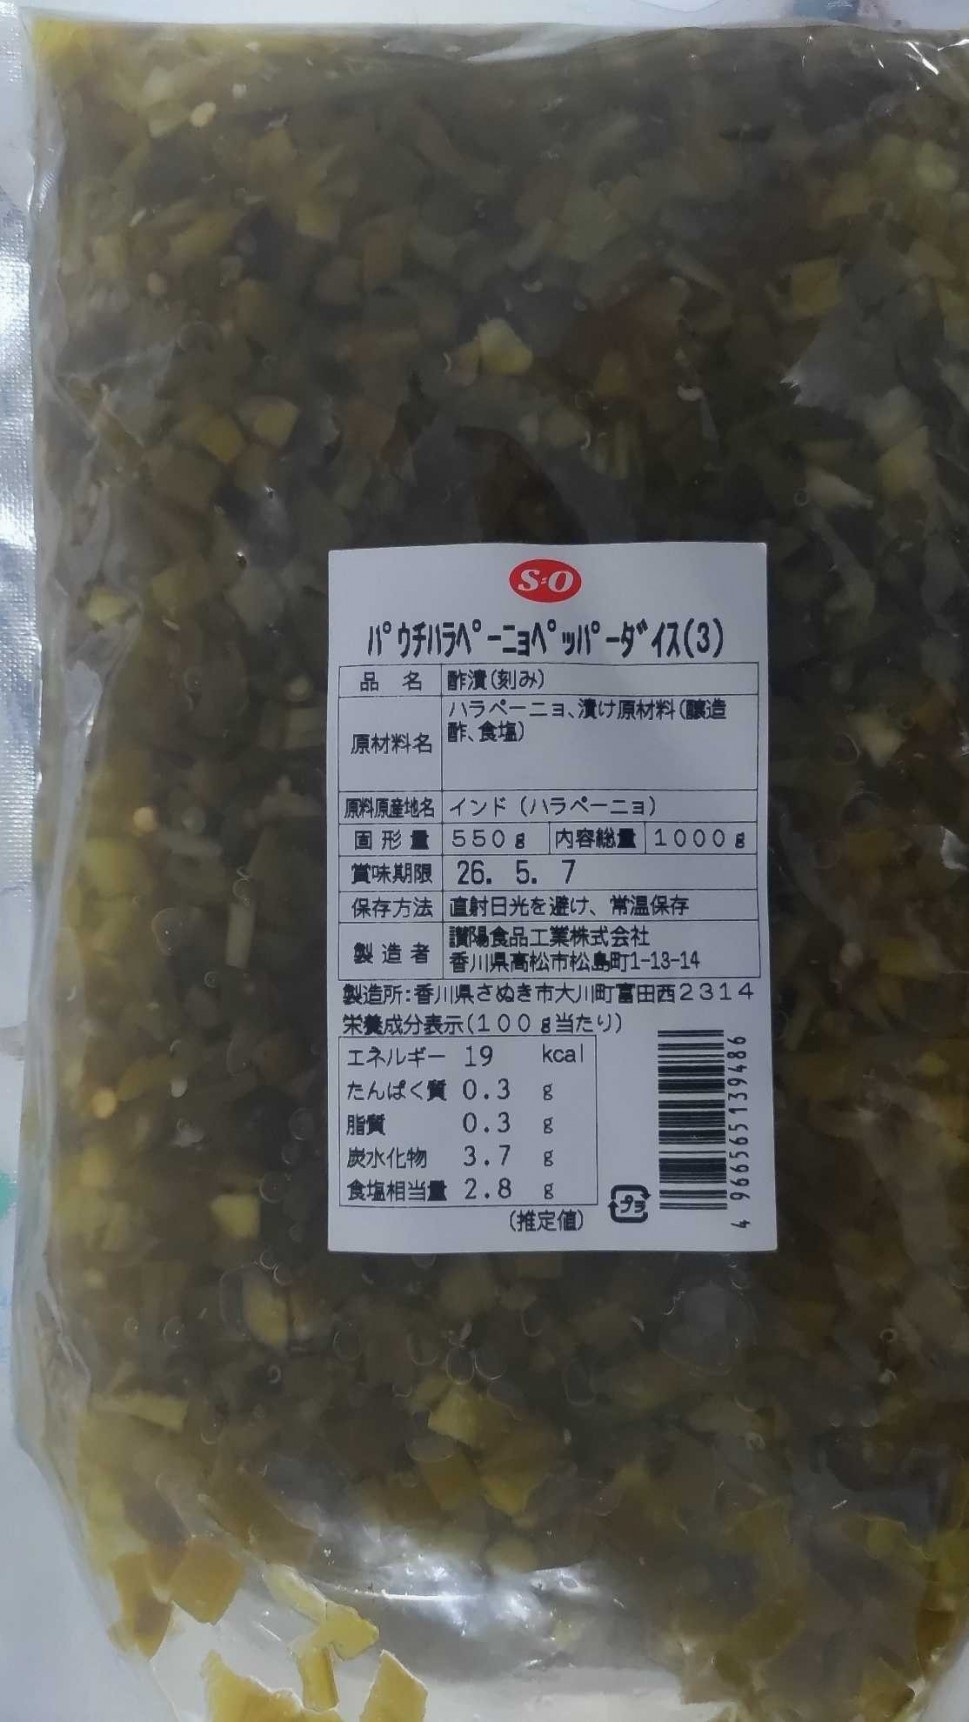 S=O
パウチハラペーニョペッパーダイス(3)
品名 酢漬(刻み)
原材料名 ハラペーニョ、漬け原材料(醸造
酢、食塩)
原料原産地名 インド(ハラペーニョ)
固形量 550g 内容総量 1000g
賞味期限 26. 5. 7
保存方法 直射日光を避け、常温保存
製造者 讃陽食品工業株式会社
香川県高松市松島町1-13-14
製造所:香川県さぬき市大川町富田西2314
栄養成分表示(100g当たり)
エネルギー 19 kcal
たんぱく質 0.3 g
脂質 0.3 g
炭水化物 3.7 g
食塩相当量 2.8 g
(推定値)
プラ
4 966565 139486